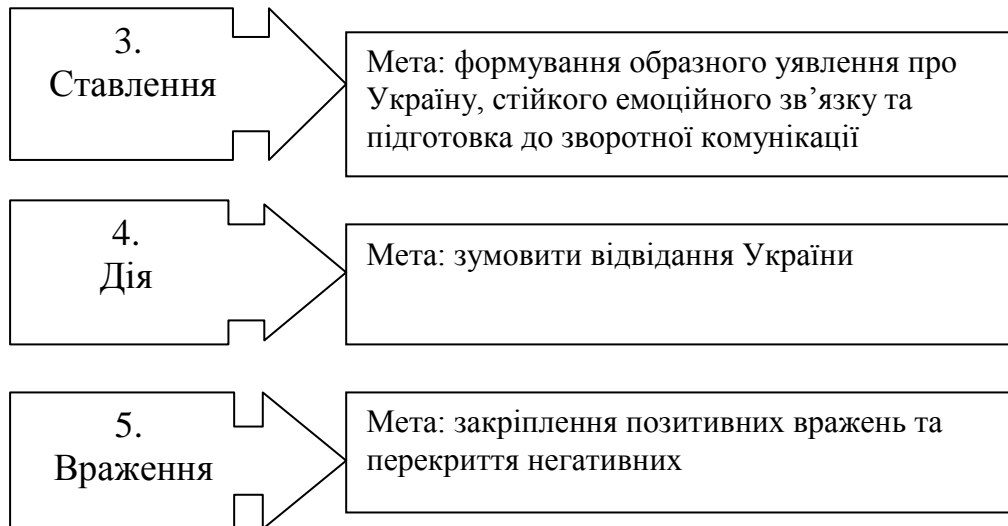 3.
Ставлення
Мета: формування образного уявлення про
Україну, стійкого емоційного зв’язку та
підготовка до зворотної комунікації
4.
Дія
Мета: зумовити відвідання України
5.
Враження
Мета: закріплення позитивних вражень та
перекриття негативних